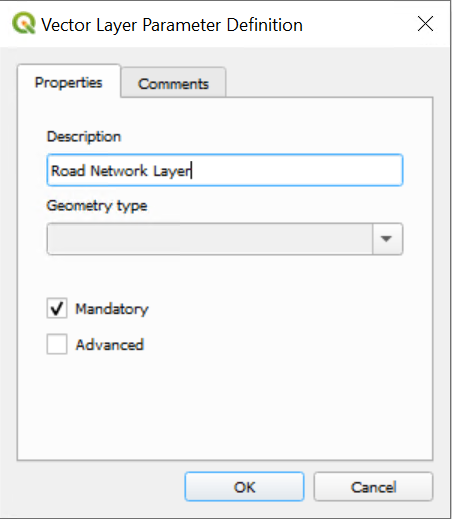 Vector Layer Parameter Definition
Properties
Comments
Description
Road Network Layer
Geometry type
Mandatory
Advanced
OK
Cancel